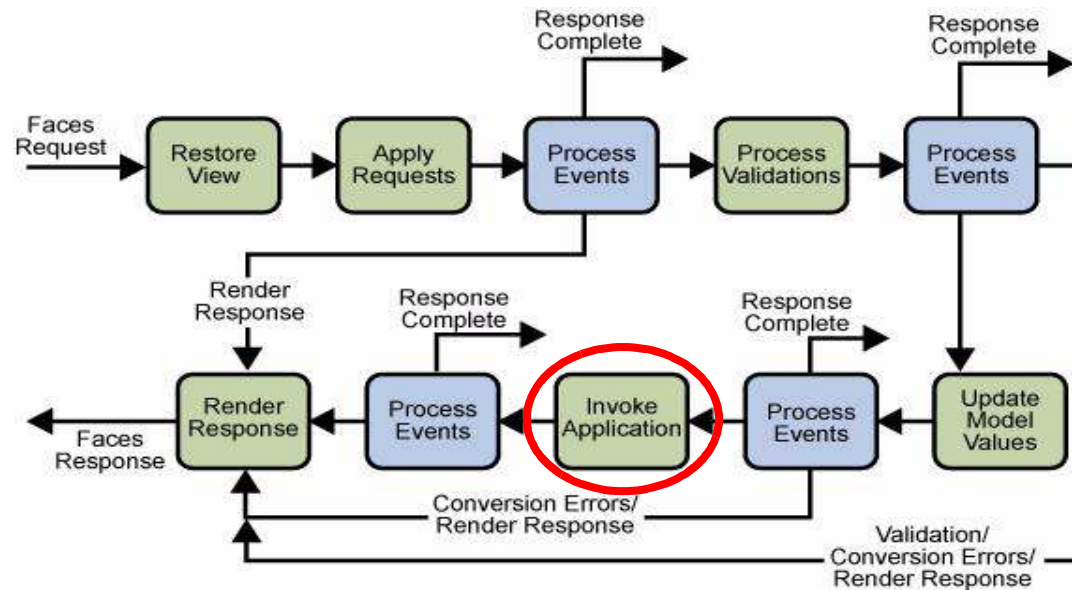 Response
Complete
Response
Complete
Faces
Request
Restore
View
Apply
Requests
Process
Events
Process
Validations
Process
Events
Render
Response
Response
Complete
Response
Complete
Render
Response
Process
Events
Invoke
Application
Process
Events
Update
Model
Values
Faces
Response
Conversion Errors/
Render Response
Validation/
Conversion Errors/
Render Response